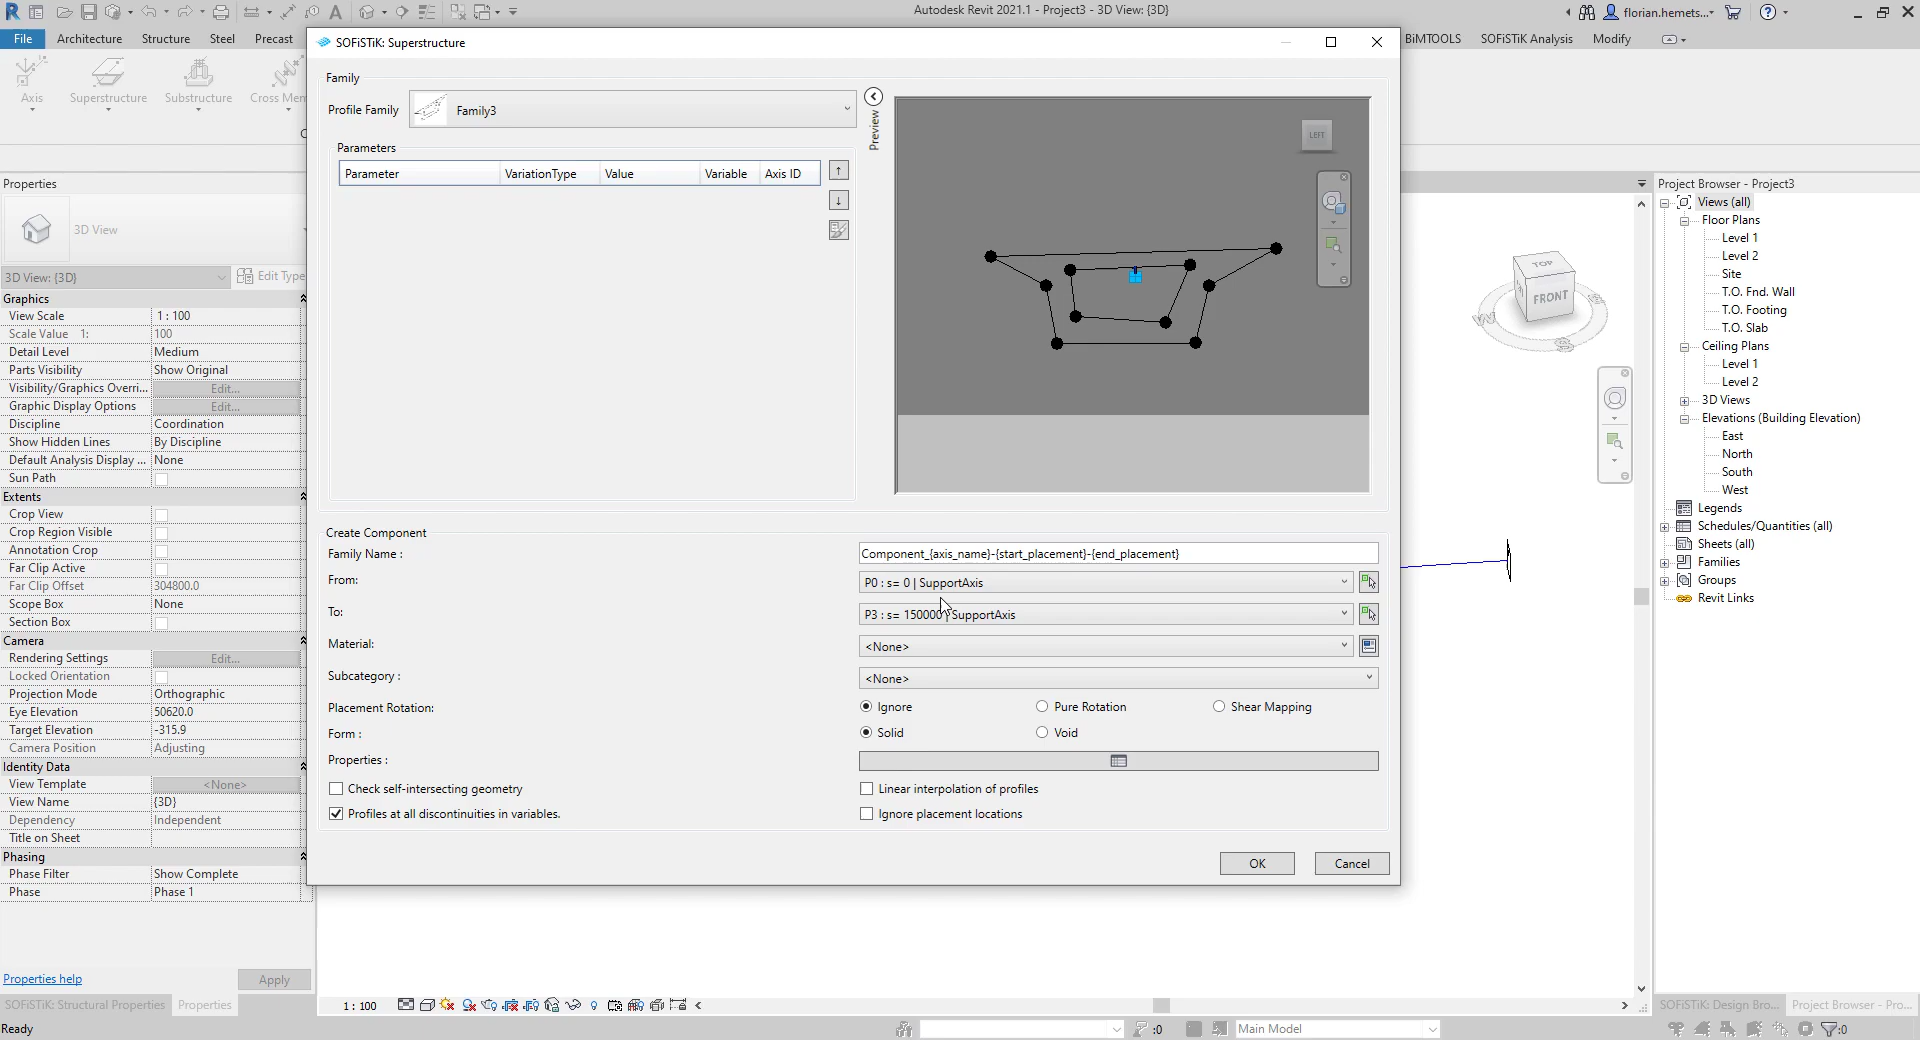 Autodesk Revit 2021.1 - Project3 - 3D View: {3D}
florian.hemets...
File Architecture Structure Steel Precast
BiMTOOLS SOFiSTiK Analysis Modify
Axis Superstructure Substructure Cross Mem
SOFiSTiK: Superstructure
Family
Profile Family Family3
Preview
Parameters
Parameter VariationType Value Variable Axis ID
LEFT
Create Component
Family Name : Component_{axis_name}-{start_placement}-{end_placement}
From: P0 : s= 0 | SupportAxis
To: P3 : s= 150000 | SupportAxis
Material: <None>
Subcategory : <None>
Placement Rotation: Ignore Pure Rotation Shear Mapping
Form : Solid Void
Properties :
Check self-intersecting geometry Linear interpolation of profiles
Profiles at all discontinuities in variables. Ignore placement locations
OK Cancel
Properties
3D View
3D View: {3D} Edit Type
Graphics
View Scale 1 : 100
Scale Value 1: 100
Detail Level Medium
Parts Visibility Show Original
Visibility/Graphics Overri... Edit...
Graphic Display Options Edit...
Discipline Coordination
Show Hidden Lines By Discipline
Default Analysis Display ... None
Sun Path
Extents
Crop View
Crop Region Visible
Annotation Crop
Far Clip Active
Far Clip Offset 304800.0
Scope Box None
Section Box
Camera
Rendering Settings Edit...
Locked Orientation
Projection Mode Orthographic
Eye Elevation 50620.0
Target Elevation -315.9
Camera Position Adjusting
Identity Data
View Template <None>
View Name {3D}
Dependency Independent
Title on Sheet
Phasing
Phase Filter Show Complete
Phase Phase 1
Properties help Apply
SOFiSTiK: Structural Properties Properties
Ready
1 : 100
:0
Main Model
TOP
FRONT
W
S
Project Browser - Project3
Views (all)
Floor Plans
Level 1
Level 2
Site
T.O. Fnd. Wall
T.O. Footing
T.O. Slab
Ceiling Plans
Level 1
Level 2
3D Views
Elevations (Building Elevation)
East
North
South
West
Legends
Schedules/Quantities (all)
Sheets (all)
Families
Groups
Revit Links
SOFiSTiK: Design Bro... Project Browser - Pro...
:0